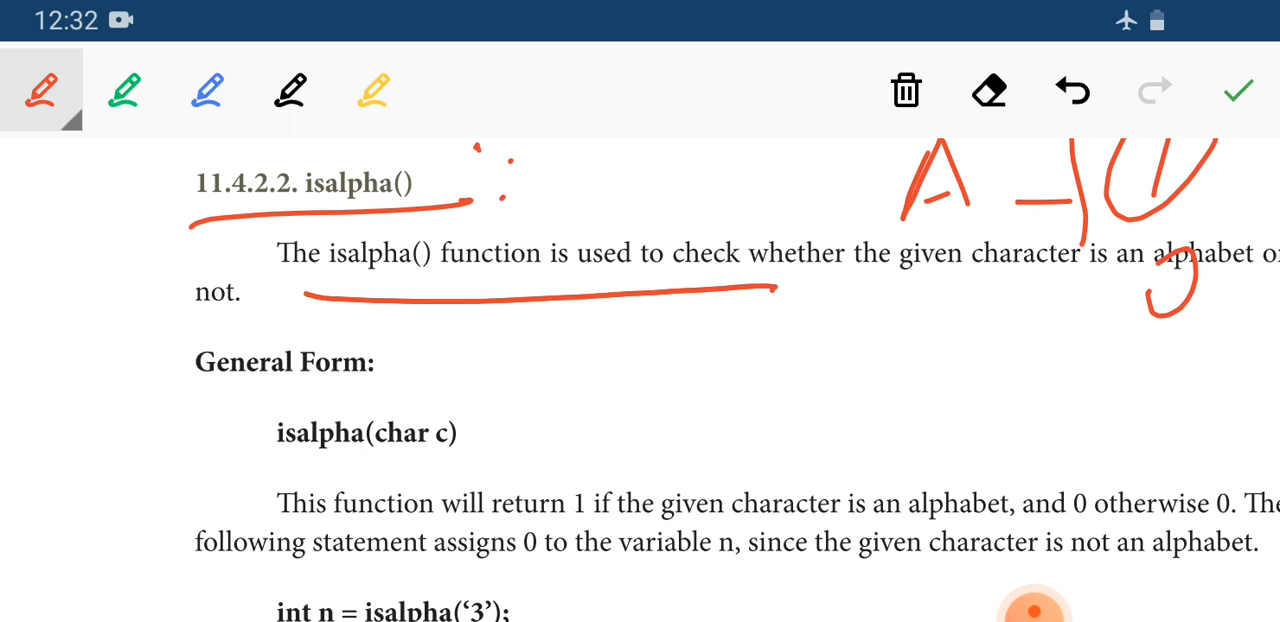 12:32
A
11.4.2.2. isalpha()
The isalpha() function is used to check whether the given character is an alphabet o
not.
General Form:
isalpha(char c)
This function will return 1 if the given character is an alphabet, and 0 otherwise 0. The
following statement assigns 0 to the variable n, since the given character is not an alphabet.
int n = isalpha(‘3’);